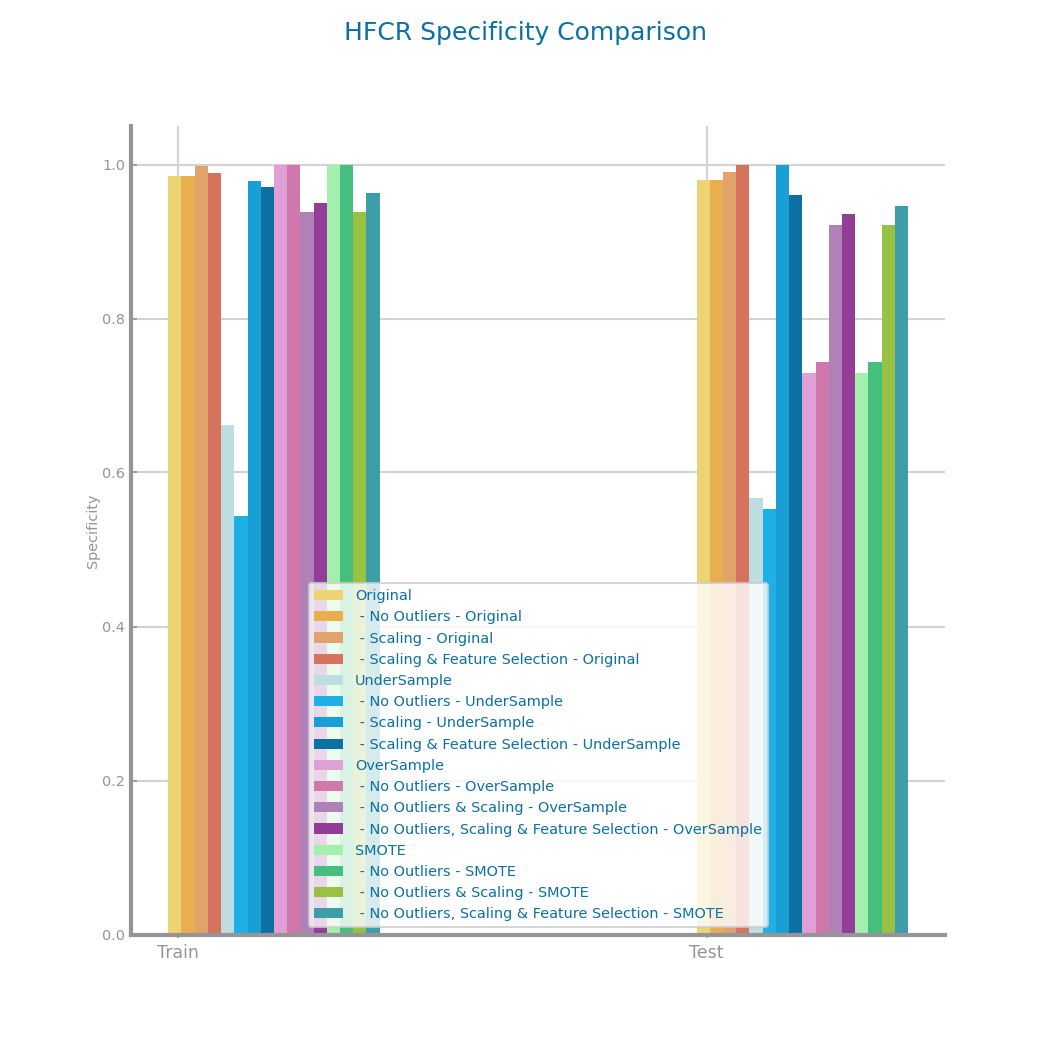 HFCR Specificity Comparison
1.0
0.8
0.6
Specificity
0.4
0.2
0.0
Original
- No Outliers - Original
- Scaling - Original
- Scaling & Feature Selection - Original
UnderSample
- No Outliers - UnderSample
- Scaling - UnderSample
- Scaling & Feature Selection - UnderSample
OverSample
- No Outliers - OverSample
- No Outliers & Scaling - OverSample
- No Outliers, Scaling & Feature Selection - OverSample
SMOTE
- No Outliers - SMOTE
- No Outliers & Scaling - SMOTE
- No Outliers, Scaling & Feature Selection - SMOTE
Train Test